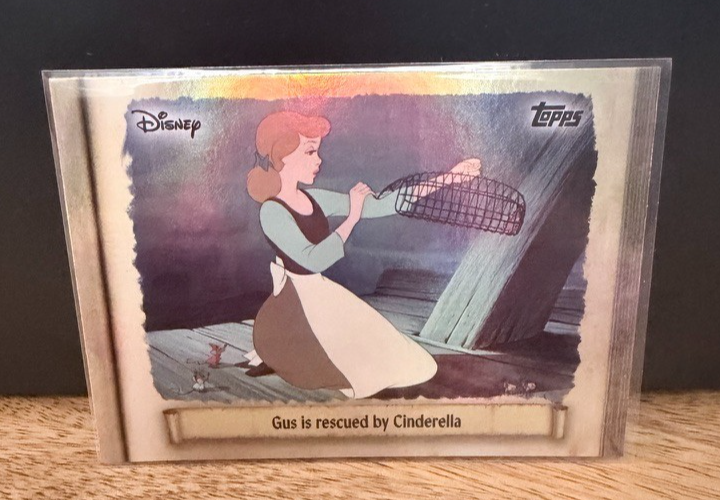 Disney
Topps
Gus is rescued by Cinderella